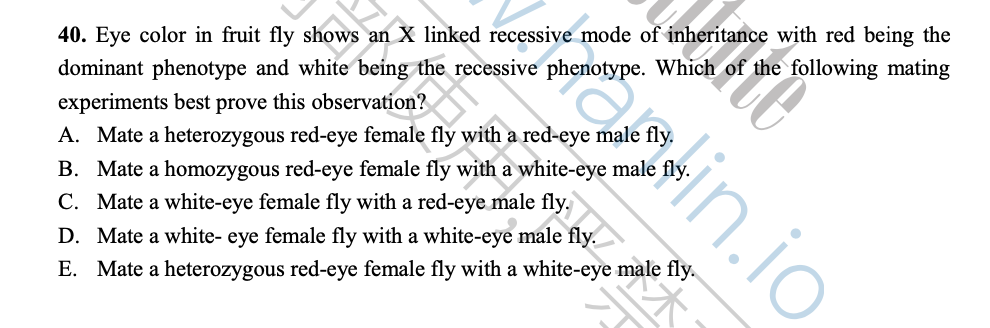 40. Eye color in fruit fly shows an X linked recessive mode of inheritance with red being the
dominant phenotype and white being the recessive phenotype. Which of the following mating
experiments best prove this observation?
A. Mate a heterozygous red-eye female fly with a red-eye male fly.
B. Mate a homozygous red-eye female fly with a white-eye male fly.
C. Mate a white-eye female fly with a red-eye male fly.
D. Mate a white- eye female fly with a white-eye male fly.
E. Mate a heterozygous red-eye female fly with a white-eye male fly.
.hanlin.io